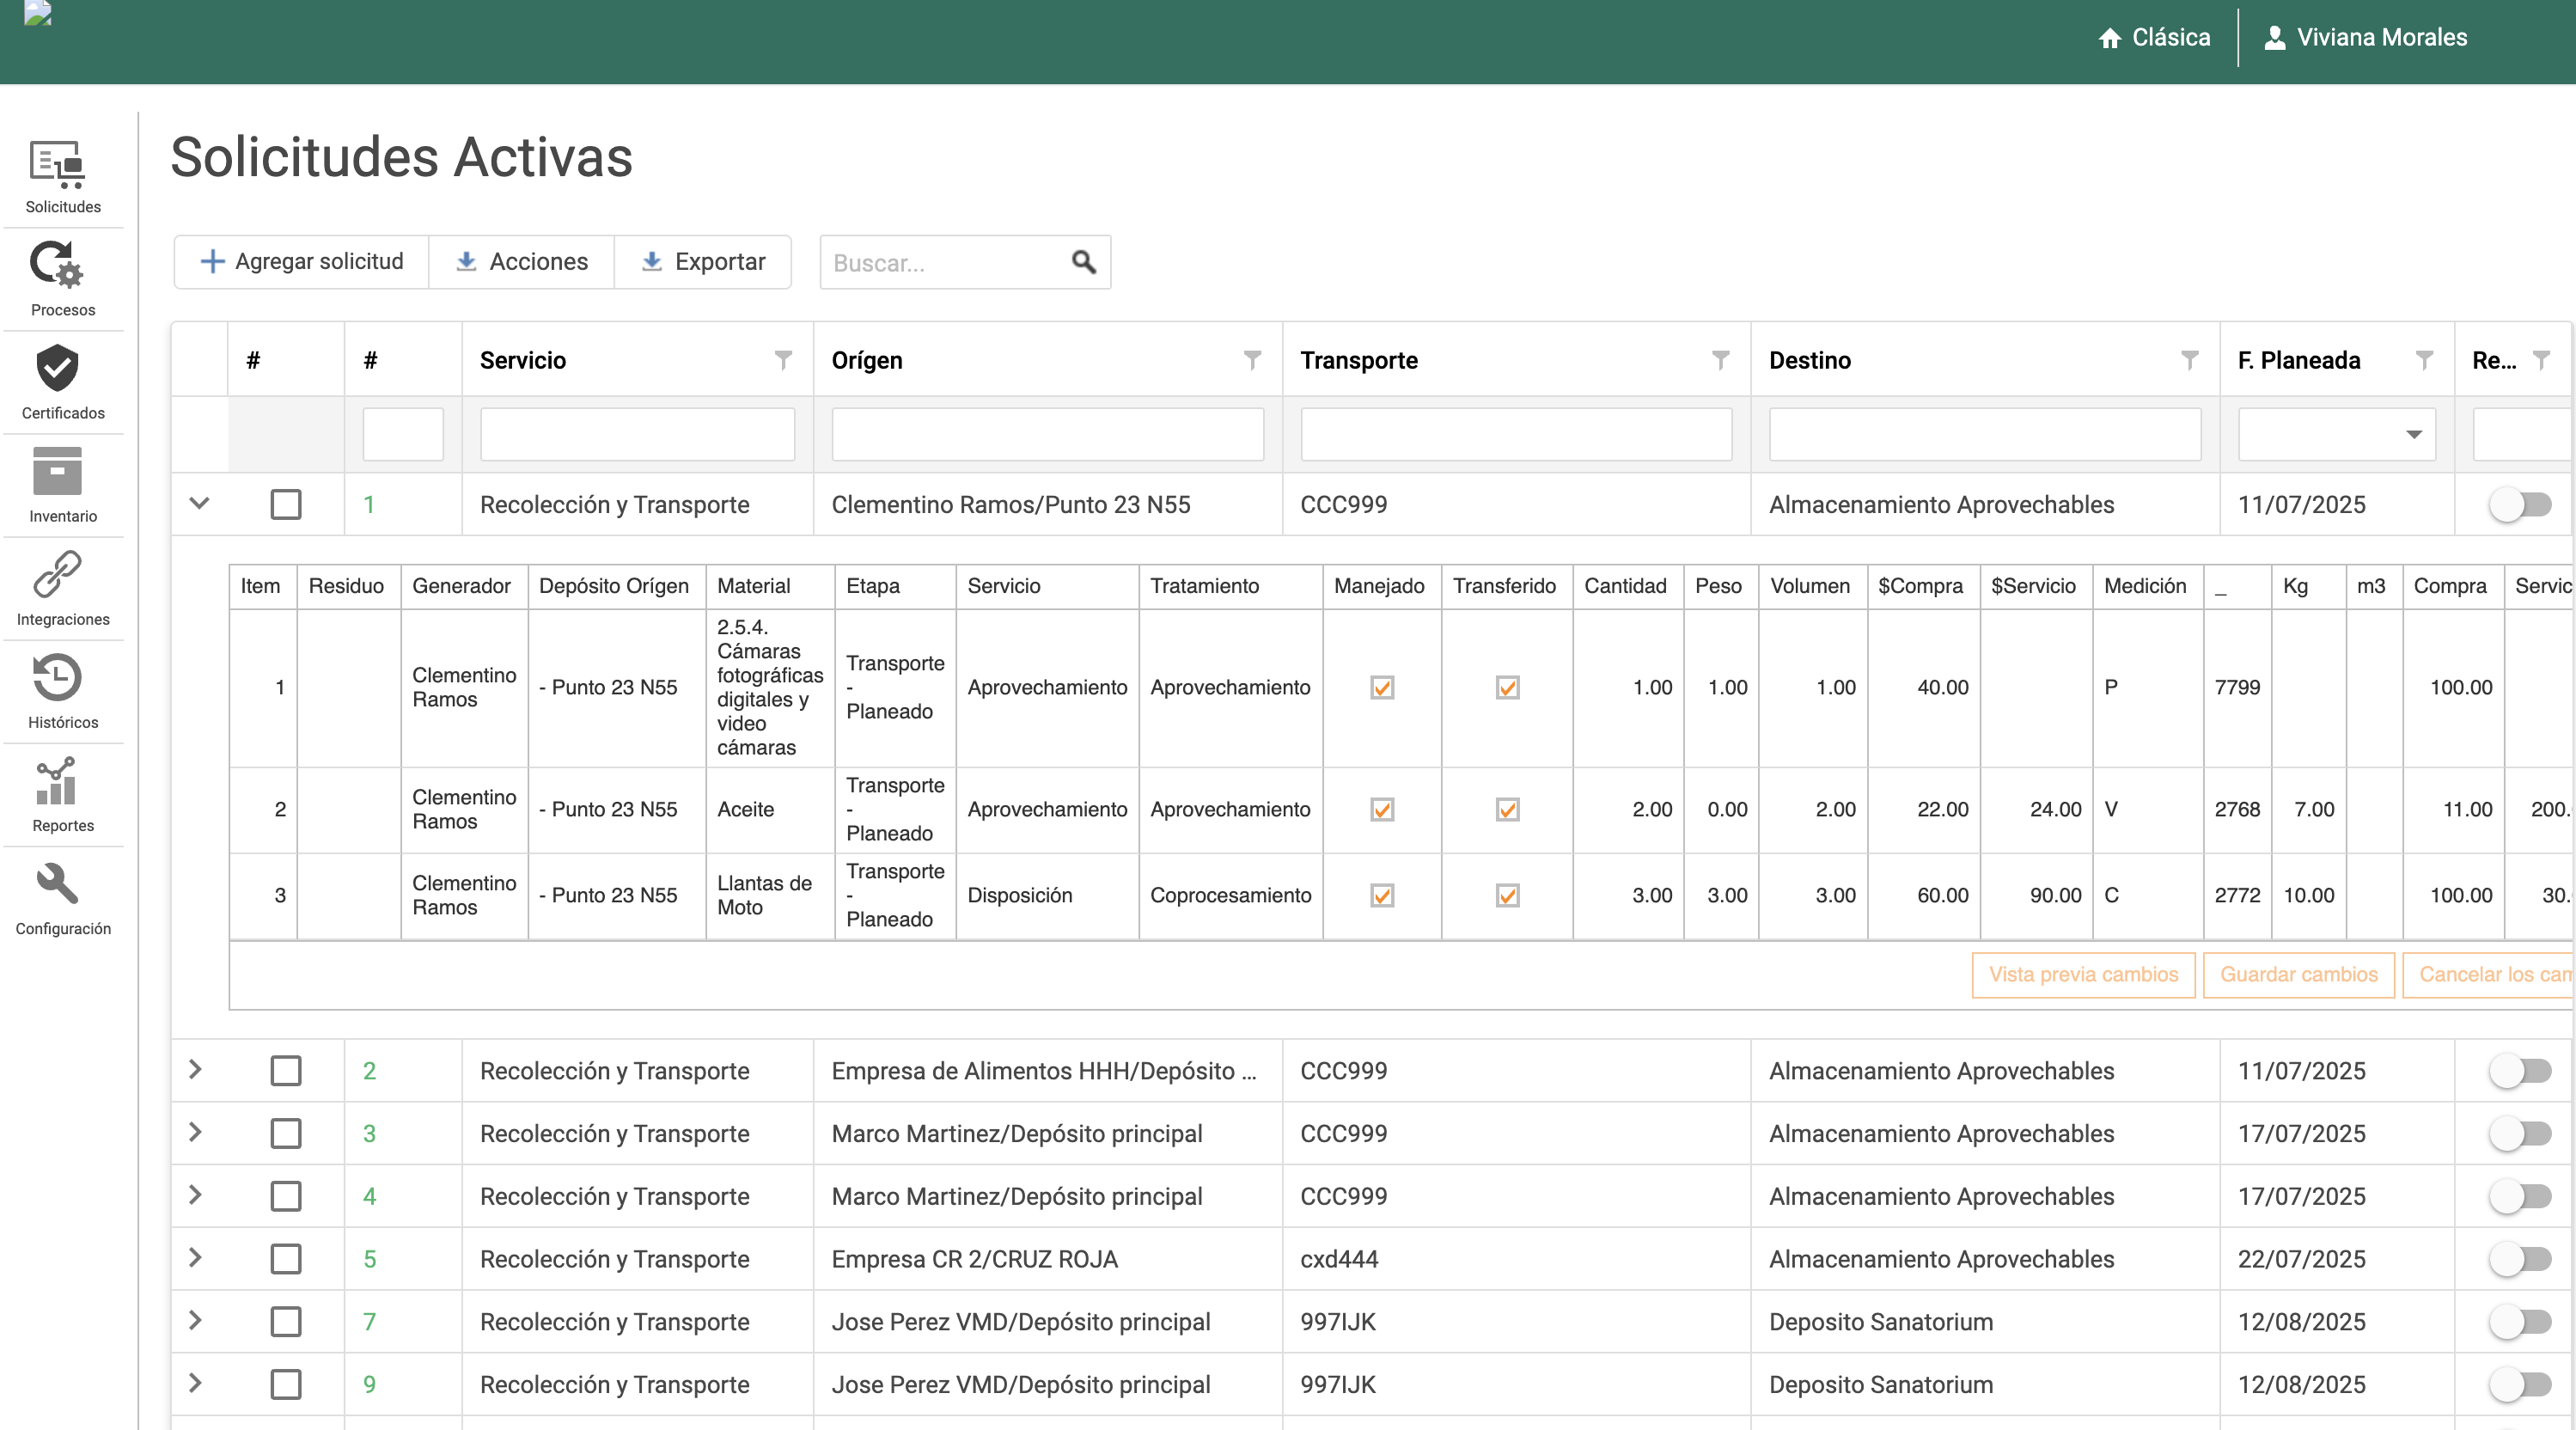 Clásica
Viviana Morales
Solicitudes
Procesos
Certificados
Inventario
Integraciones
Históricos
Reportes
Configuración
Solicitudes Activas
Agregar solicitud Acciones Exportar Buscar...
# # Servicio Orígen Transporte Destino F. Planeada Re...
1 Recolección y Transporte Clementino Ramos/Punto 23 N55 CCC999 Almacenamiento Aprovechables 11/07/2025
Item Residuo Generador Depósito Orígen Material Etapa Servicio Tratamiento Manejado Transferido Cantidad Peso Volumen $Compra $Servicio Medición _ Kg m3 Compra Servic
1 Clementino Ramos - Punto 23 N55 2.5.4. Cámaras fotográficas digitales y video cámaras Transporte - Planeado Aprovechamiento Aprovechamiento 1.00 1.00 1.00 40.00 P 7799 100.00
2 Clementino Ramos - Punto 23 N55 Aceite Transporte - Planeado Aprovechamiento Aprovechamiento 2.00 0.00 2.00 22.00 24.00 V 2768 7.00 11.00 200.
3 Clementino Ramos - Punto 23 N55 Llantas de Moto Transporte - Planeado Disposición Coprocesamiento 3.00 3.00 3.00 60.00 90.00 C 2772 10.00 100.00 30.
Vista previa cambios Guardar cambios Cancelar los cam
2 Recolección y Transporte Empresa de Alimentos HHH/Depósito ... CCC999 Almacenamiento Aprovechables 11/07/2025
3 Recolección y Transporte Marco Martinez/Depósito principal CCC999 Almacenamiento Aprovechables 17/07/2025
4 Recolección y Transporte Marco Martinez/Depósito principal CCC999 Almacenamiento Aprovechables 17/07/2025
5 Recolección y Transporte Empresa CR 2/CRUZ ROJA cxd444 Almacenamiento Aprovechables 22/07/2025
7 Recolección y Transporte Jose Perez VMD/Depósito principal 997IJK Deposito Sanatorium 12/08/2025
9 Recolección y Transporte Jose Perez VMD/Depósito principal 997IJK Deposito Sanatorium 12/08/2025